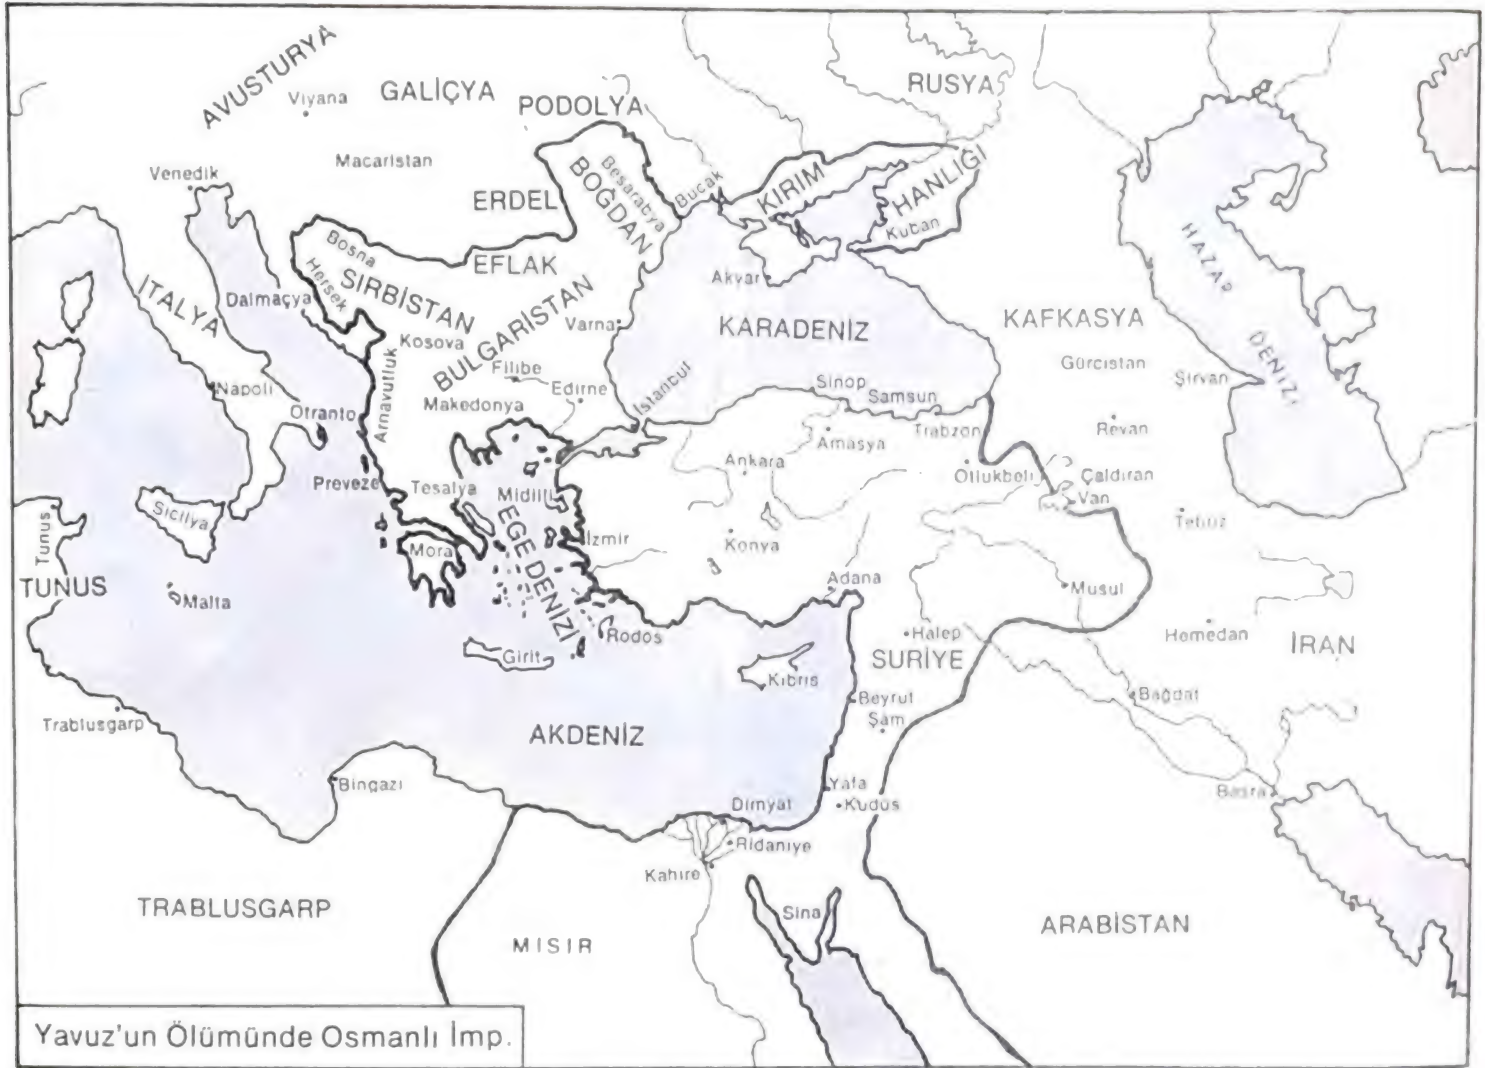 AVUSTURYA
Viyana
GALİÇYA
PODOLYA
RUSYA
Macaristan
Venedik
ERDEL
BOĞDAN
Besarabya
Bucak
KIRIM
HANLIĞI
Kuban
Bosna
Hersek
EFLAK
SIRBİSTAN
Akyar
HAZAR
DENİZİ
İTALYA
Dalmaçya
BULGARİSTAN
Varna
KARADENİZ
KAFKASYA
Kosova
Gürcistan
Şirvan
Filibe
Edirne
İstanbul
Sinop
Samsun
Napoli
Arnavutluk
Makedonya
Otranto
Trabzon
Amasya
Revan
Ankara
Otlukbeli
Çaldıran
Van
Preveze
Tesalya
Midilli
Sicilya
Tunus
TUNUS
EGE DENİZİ
İzmir
Konya
Tebriz
Mora
Malta
Adana
Musul
Rodos
Girit
Halep
SURİYE
Hemedan
İRAN
Kıbrıs
Beyrut
Şam
Bağdat
Trablusgarp
AKDENİZ
Bingazi
Yafa
Kudüs
Basra
Dimyat
Ridaniye
Kahire
TRABLUSGARP
Sina
MISIR
ARABİSTAN
Yavuz'un Ölümünde Osmanlı İmp.